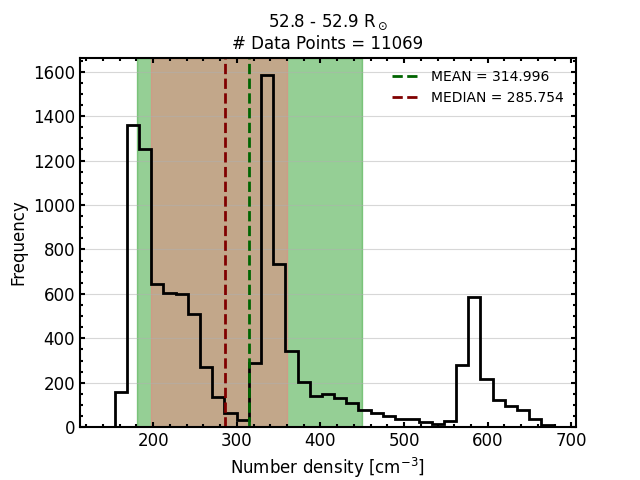 52.8 - 52.9 R⊙
# Data Points = 11069
MEAN = 314.996
MEDIAN = 285.754
Frequency
1600
1400
1200
1000
800
600
400
200
0
200 300 400 500 600 700
Number density [cm⁻³]